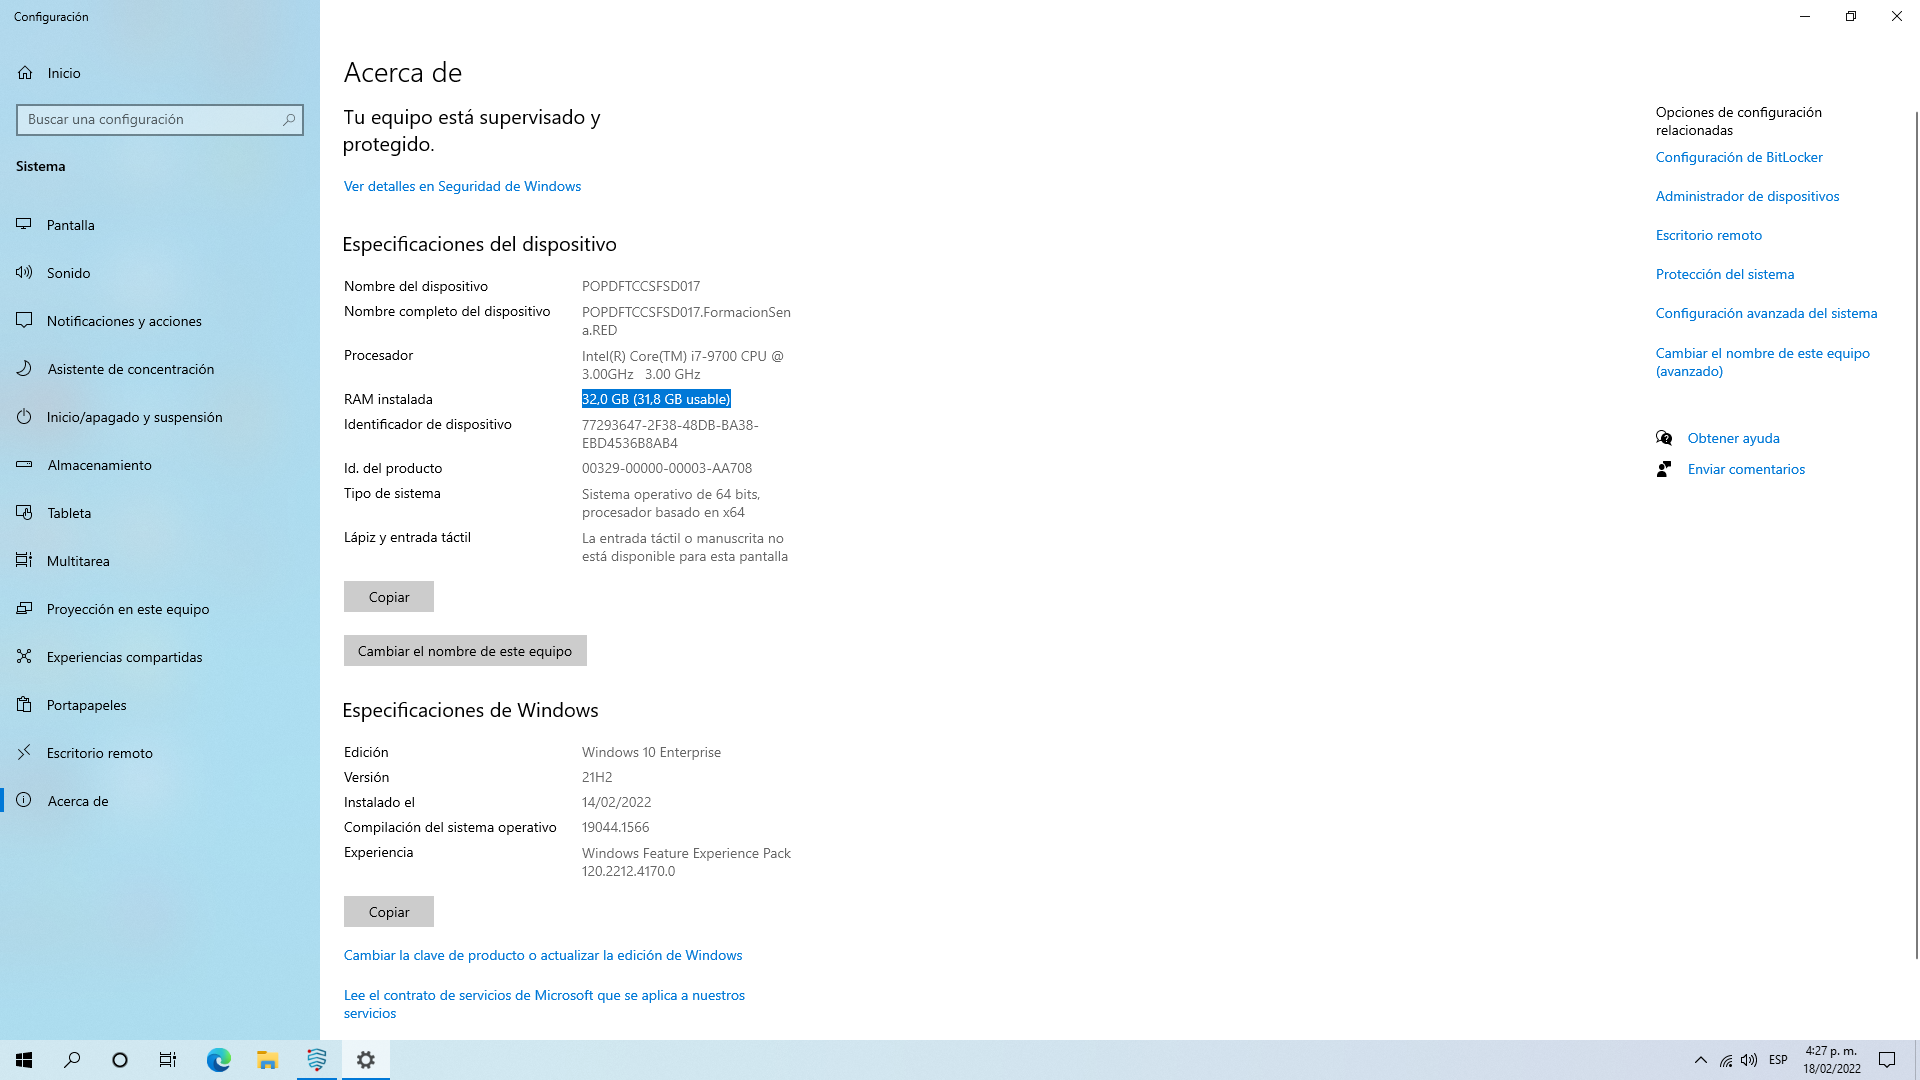 Configuración
Inicio
Buscar una configuración
Sistema
Pantalla
Sonido
Notificaciones y acciones
Asistente de concentración
Inicio/apagado y suspensión
Almacenamiento
Tableta
Multitarea
Proyección en este equipo
Experiencias compartidas
Portapapeles
Escritorio remoto
Acerca de
Acerca de
Tu equipo está supervisado y
protegido.
Ver detalles en Seguridad de Windows
Especificaciones del dispositivo
Nombre del dispositivo POPDFTCCSFSD017
Nombre completo del dispositivo POPDFTCCSFSD017.FormacionSen
a.RED
Procesador Intel(R) Core(TM) i7-9700 CPU @
3.00GHz 3.00 GHz
RAM instalada 32,0 GB (31,8 GB usable)
Identificador de dispositivo 77293647-2F38-48DB-BA38-
EBD4536B8AB4
Id. del producto 00329-00000-00003-AA708
Tipo de sistema Sistema operativo de 64 bits,
procesador basado en x64
Lápiz y entrada táctil La entrada táctil o manuscrita no
está disponible para esta pantalla
Copiar
Cambiar el nombre de este equipo
Especificaciones de Windows
Edición Windows 10 Enterprise
Versión 21H2
Instalado el 14/02/2022
Compilación del sistema operativo 19044.1566
Experiencia Windows Feature Experience Pack
120.2212.4170.0
Copiar
Cambiar la clave de producto o actualizar la edición de Windows
Lee el contrato de servicios de Microsoft que se aplica a nuestros
servicios
Opciones de configuración
relacionadas
Configuración de BitLocker
Administrador de dispositivos
Escritorio remoto
Protección del sistema
Configuración avanzada del sistema
Cambiar el nombre de este equipo
(avanzado)
Obtener ayuda
Enviar comentarios
ESP
4:27 p. m.
18/02/2022